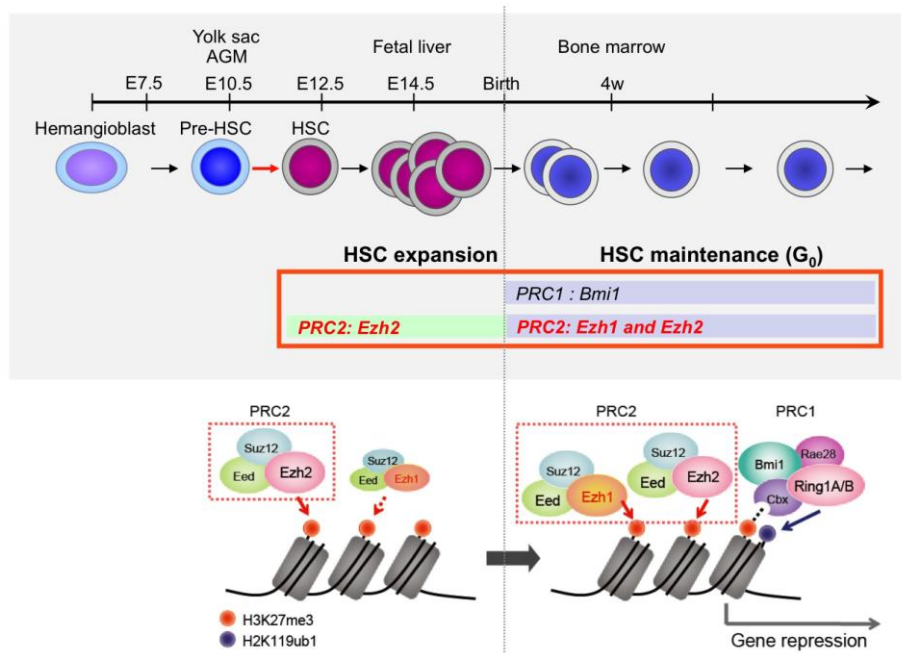 Yolk sac
AGM
Fetal liver
Bone marrow
E7.5
E10.5
E12.5
E14.5
Birth
4w
Hemangioblast
Pre-HSC
HSC
HSC expansion
HSC maintenance (G₀)
PRC1 : Bmi1
PRC2: Ezh2
PRC2: Ezh1 and Ezh2
PRC2
Suz12
Eed
Ezh2
Suz12
Eed
Ezh1
PRC2
Suz12
Eed
Ezh1
Suz12
Eed
Ezh2
PRC1
Bmi1
Rae28
Cbx
Ring1A/B
H3K27me3
H2K119ub1
Gene repression